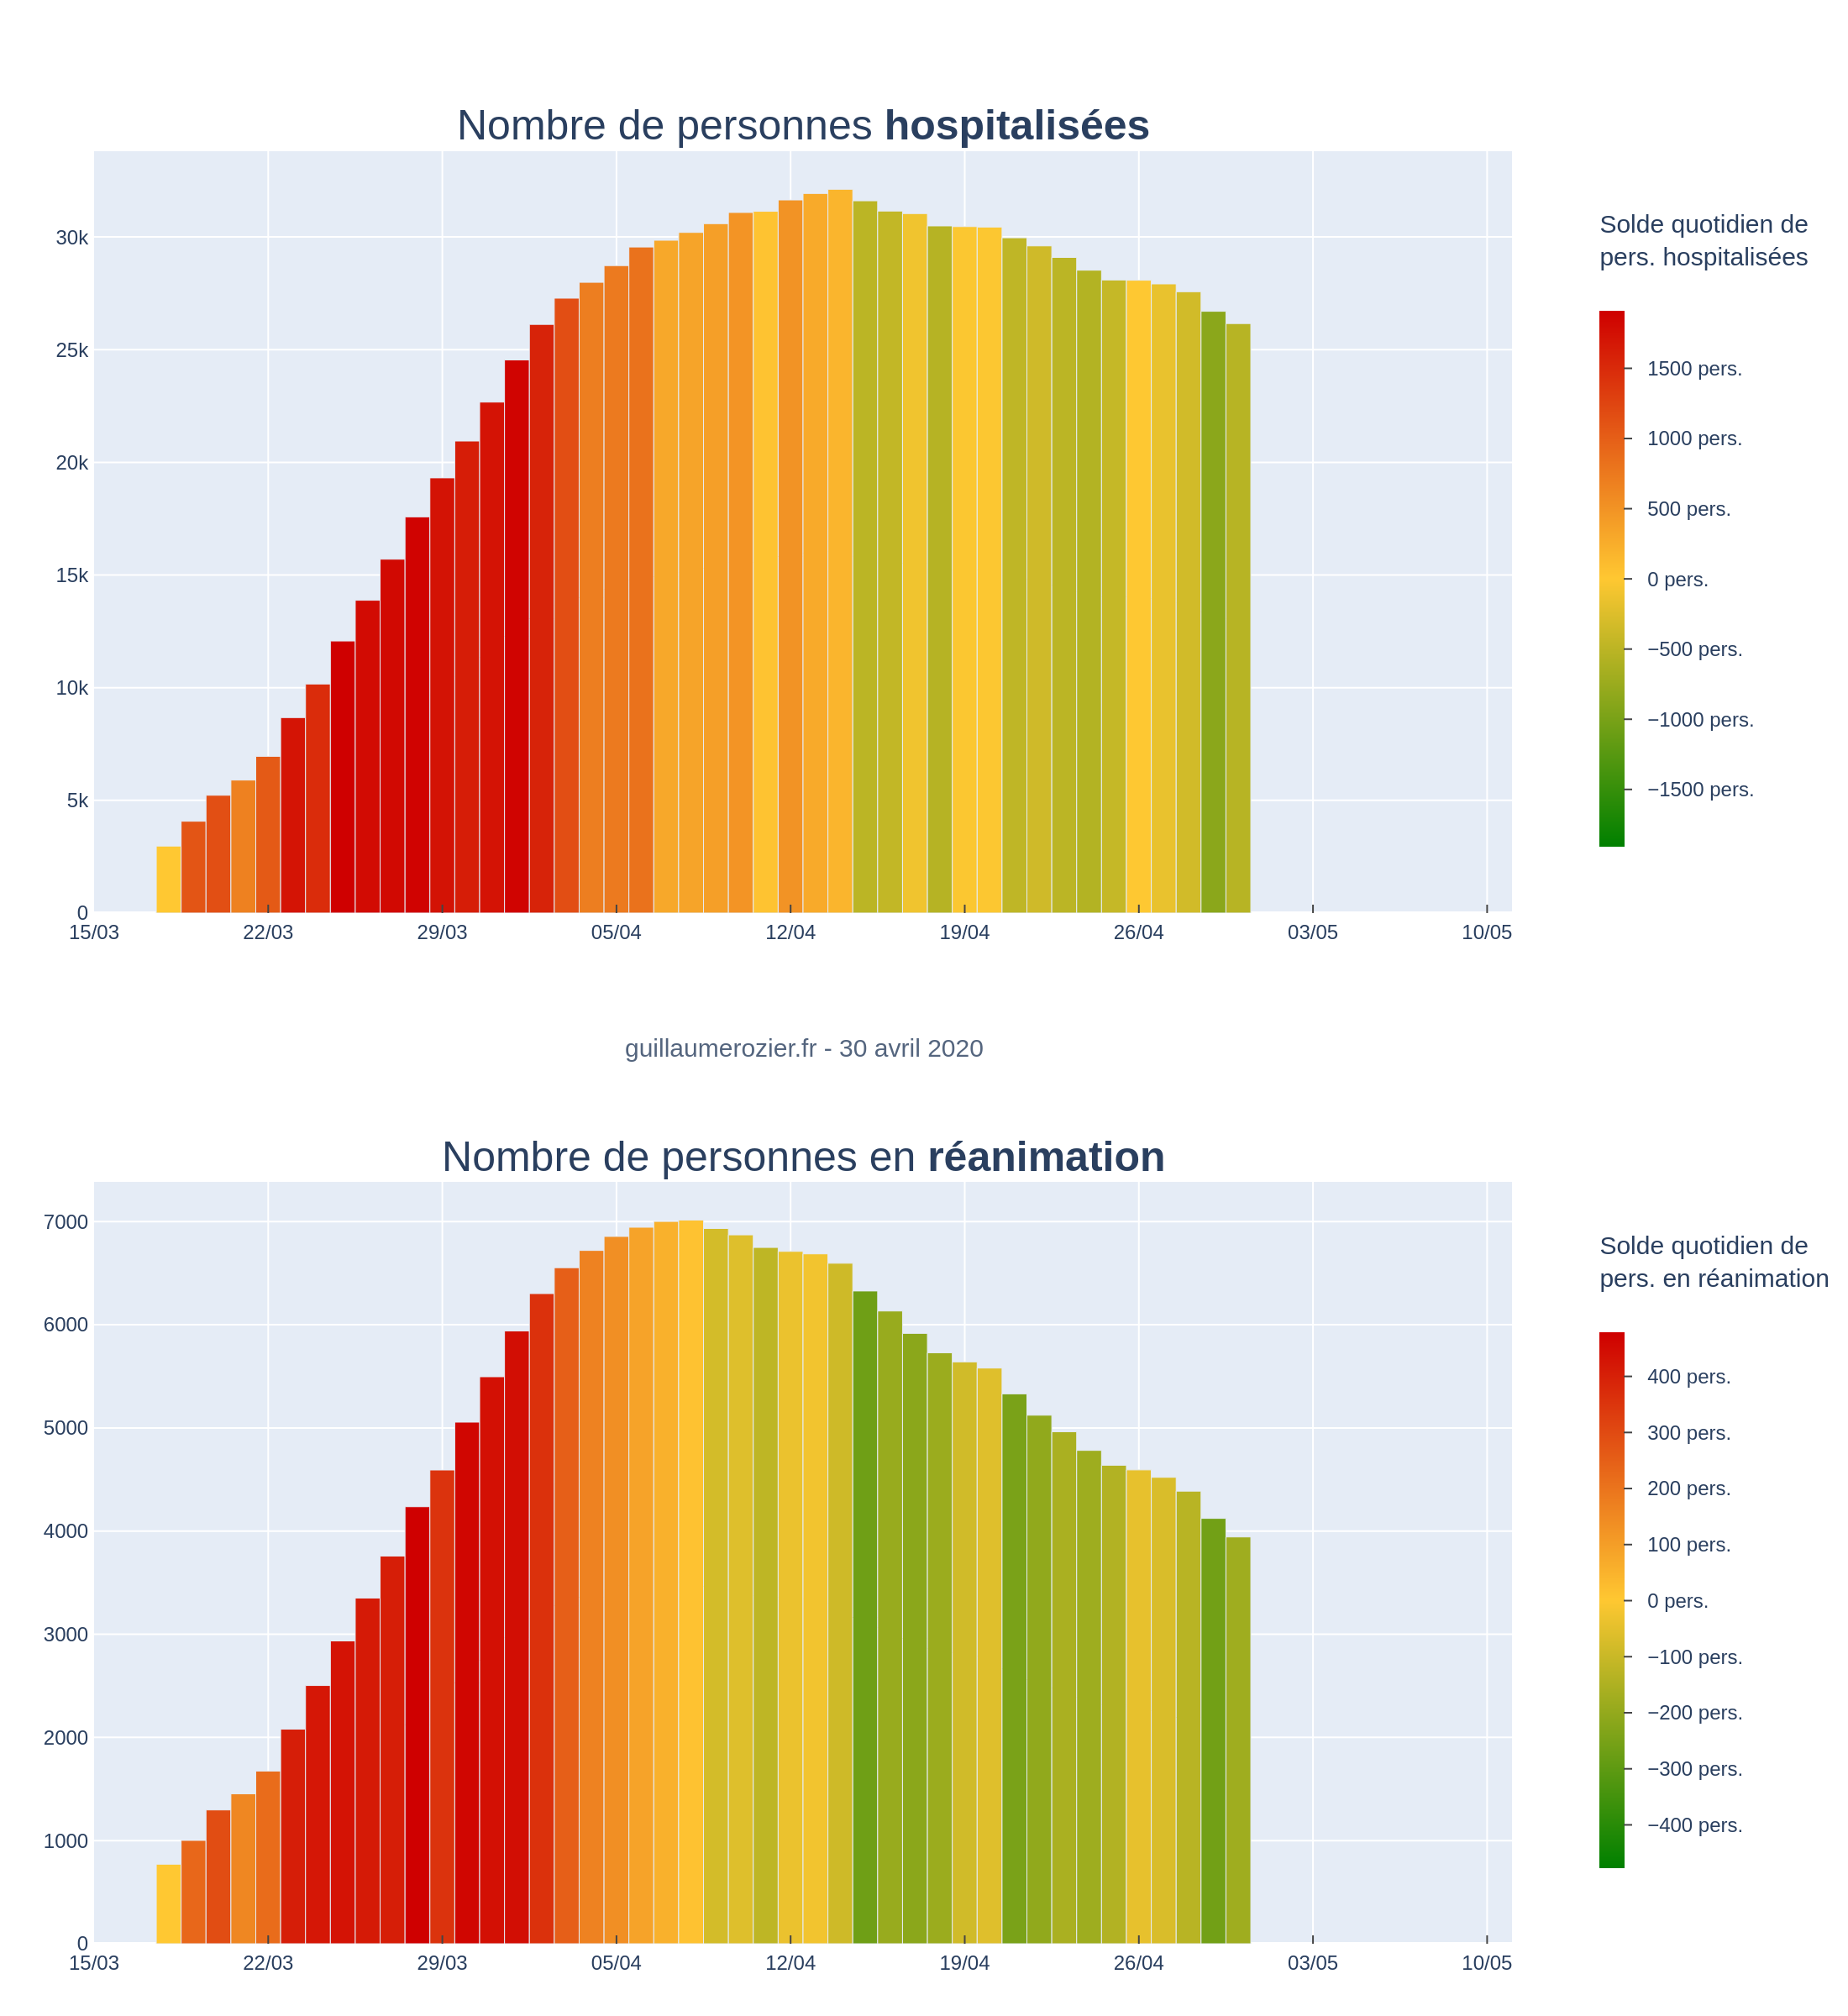 Nombre de personnes hospitalisées
30k
25k
20k
15k
10k
5k
0
15/03 22/03 29/03 05/04 12/04 19/04 26/04 03/05 10/05
Solde quotidien de
pers. hospitalisées
1500 pers.
1000 pers.
500 pers.
0 pers.
−500 pers.
−1000 pers.
−1500 pers.
guillaumerozier.fr - 30 avril 2020
Nombre de personnes en réanimation
7000
6000
5000
4000
3000
2000
1000
0
15/03 22/03 29/03 05/04 12/04 19/04 26/04 03/05 10/05
Solde quotidien de
pers. en réanimation
400 pers.
300 pers.
200 pers.
100 pers.
0 pers.
−100 pers.
−200 pers.
−300 pers.
−400 pers.